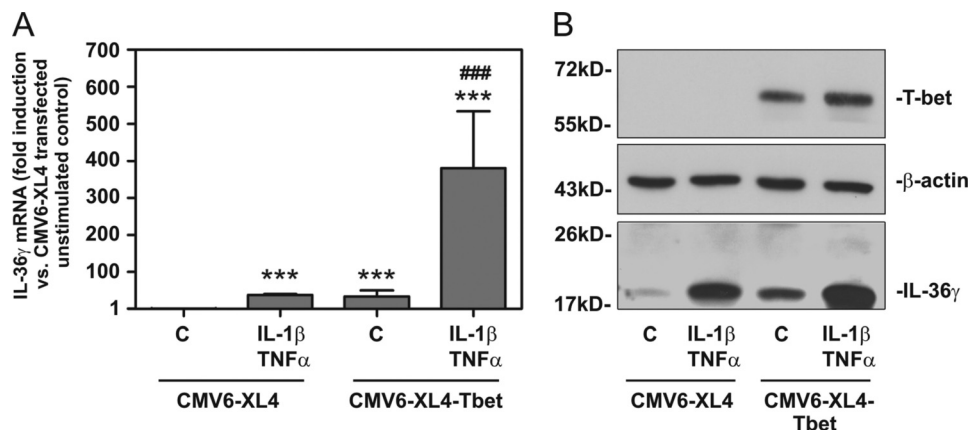 A
IL-36γ mRNA (fold induction
vs. CMV6-XL4 transfected
unstimulated control)
700
600
500
400
300
200
100
1
***
***
###
***
C
IL-1β
TNFα
C
IL-1β
TNFα
CMV6-XL4
CMV6-XL4-Tbet
B
72kD-
55kD-
-T-bet
43kD-
-β-actin
26kD-
17kD-
-IL-36γ
C
IL-1β
TNFα
C
IL-1β
TNFα
CMV6-XL4
CMV6-XL4-
Tbet